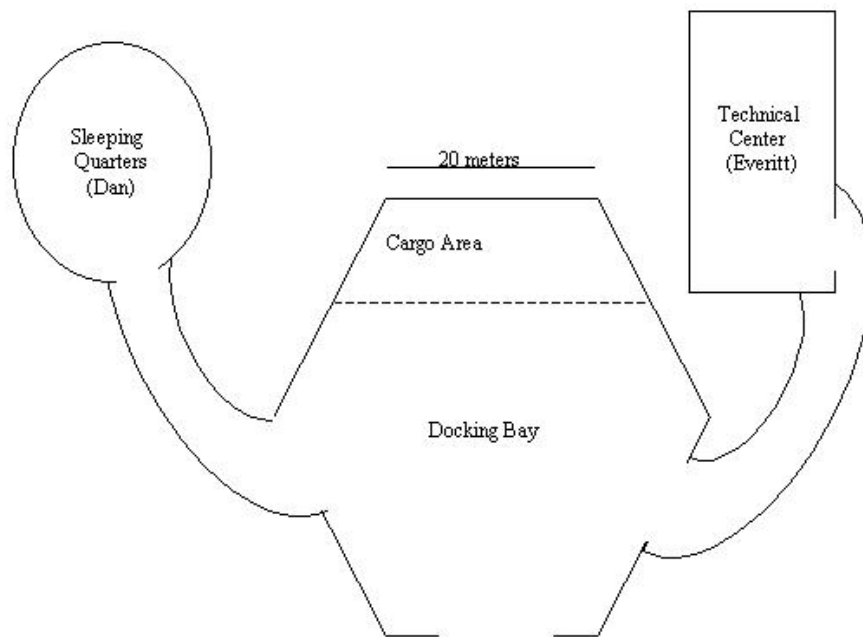 Sleeping
Quarters
(Dan)
Technical
Center
(Everitt)
20 meters
Cargo Area
Docking Bay